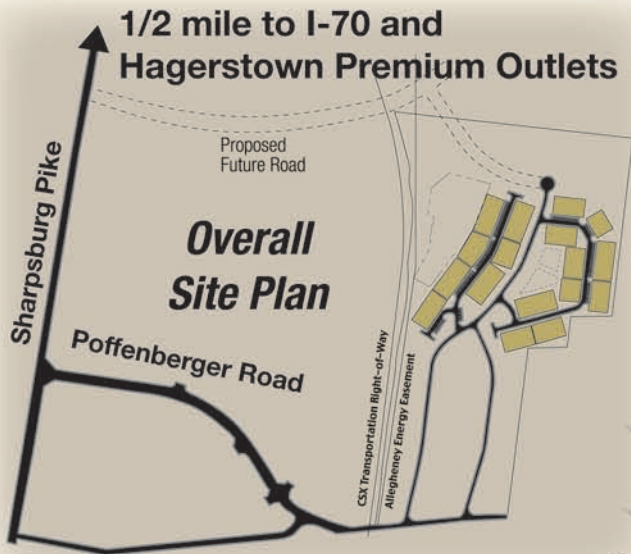 1/2 mile to I-70 and
Hagerstown Premium Outlets
Sharpsburg Pike
Proposed
Future Road
Overall
Site Plan
Poffenberger Road
CSX Transportation Right-of-Way
Allegheney Energy Easement